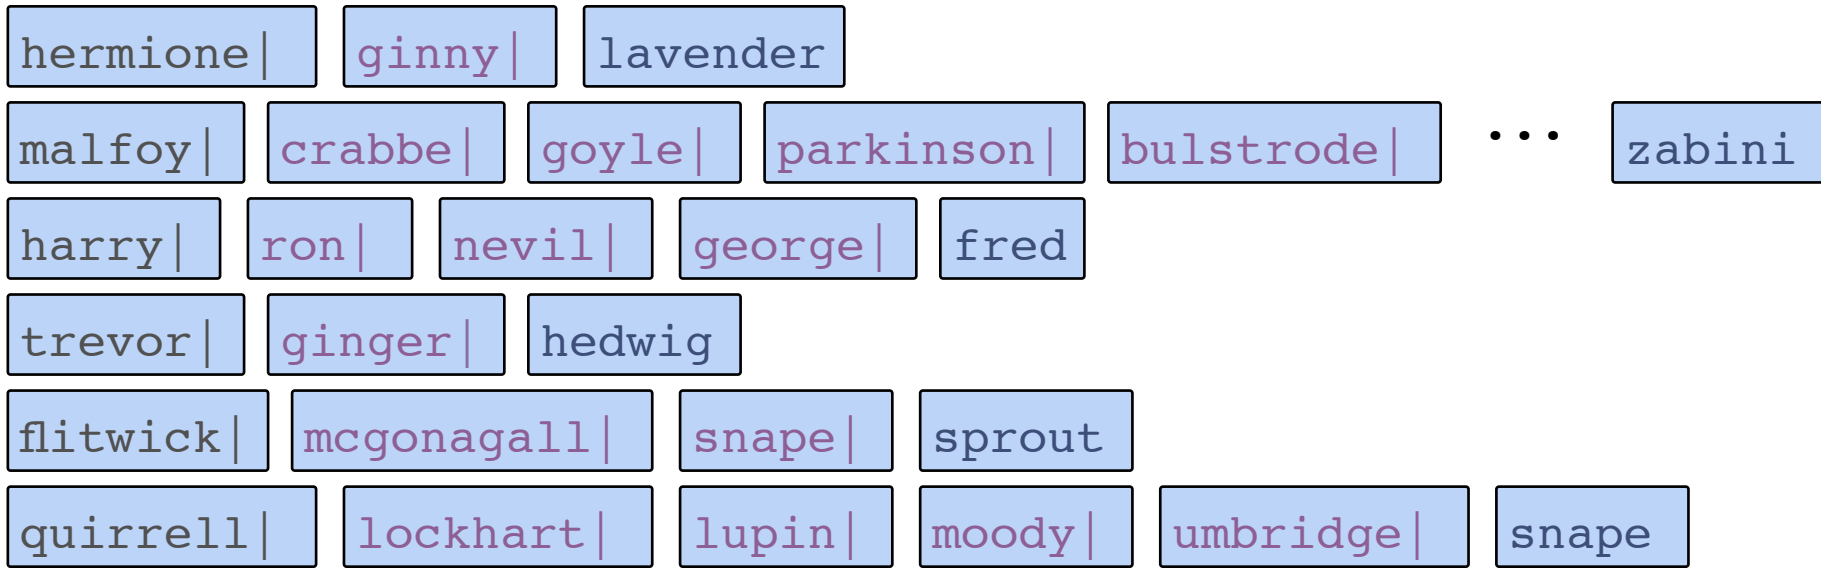 hermione| ginny| lavender
malfoy| crabbe| goyle| parkinson| bulstrode| ... zabini
harry| ron| nevil| george| fred
trevor| ginger| hedwig
flitwick| mcgonagall| snape| sprout
quirrell| lockhart| lupin| moody| umbridge| snape